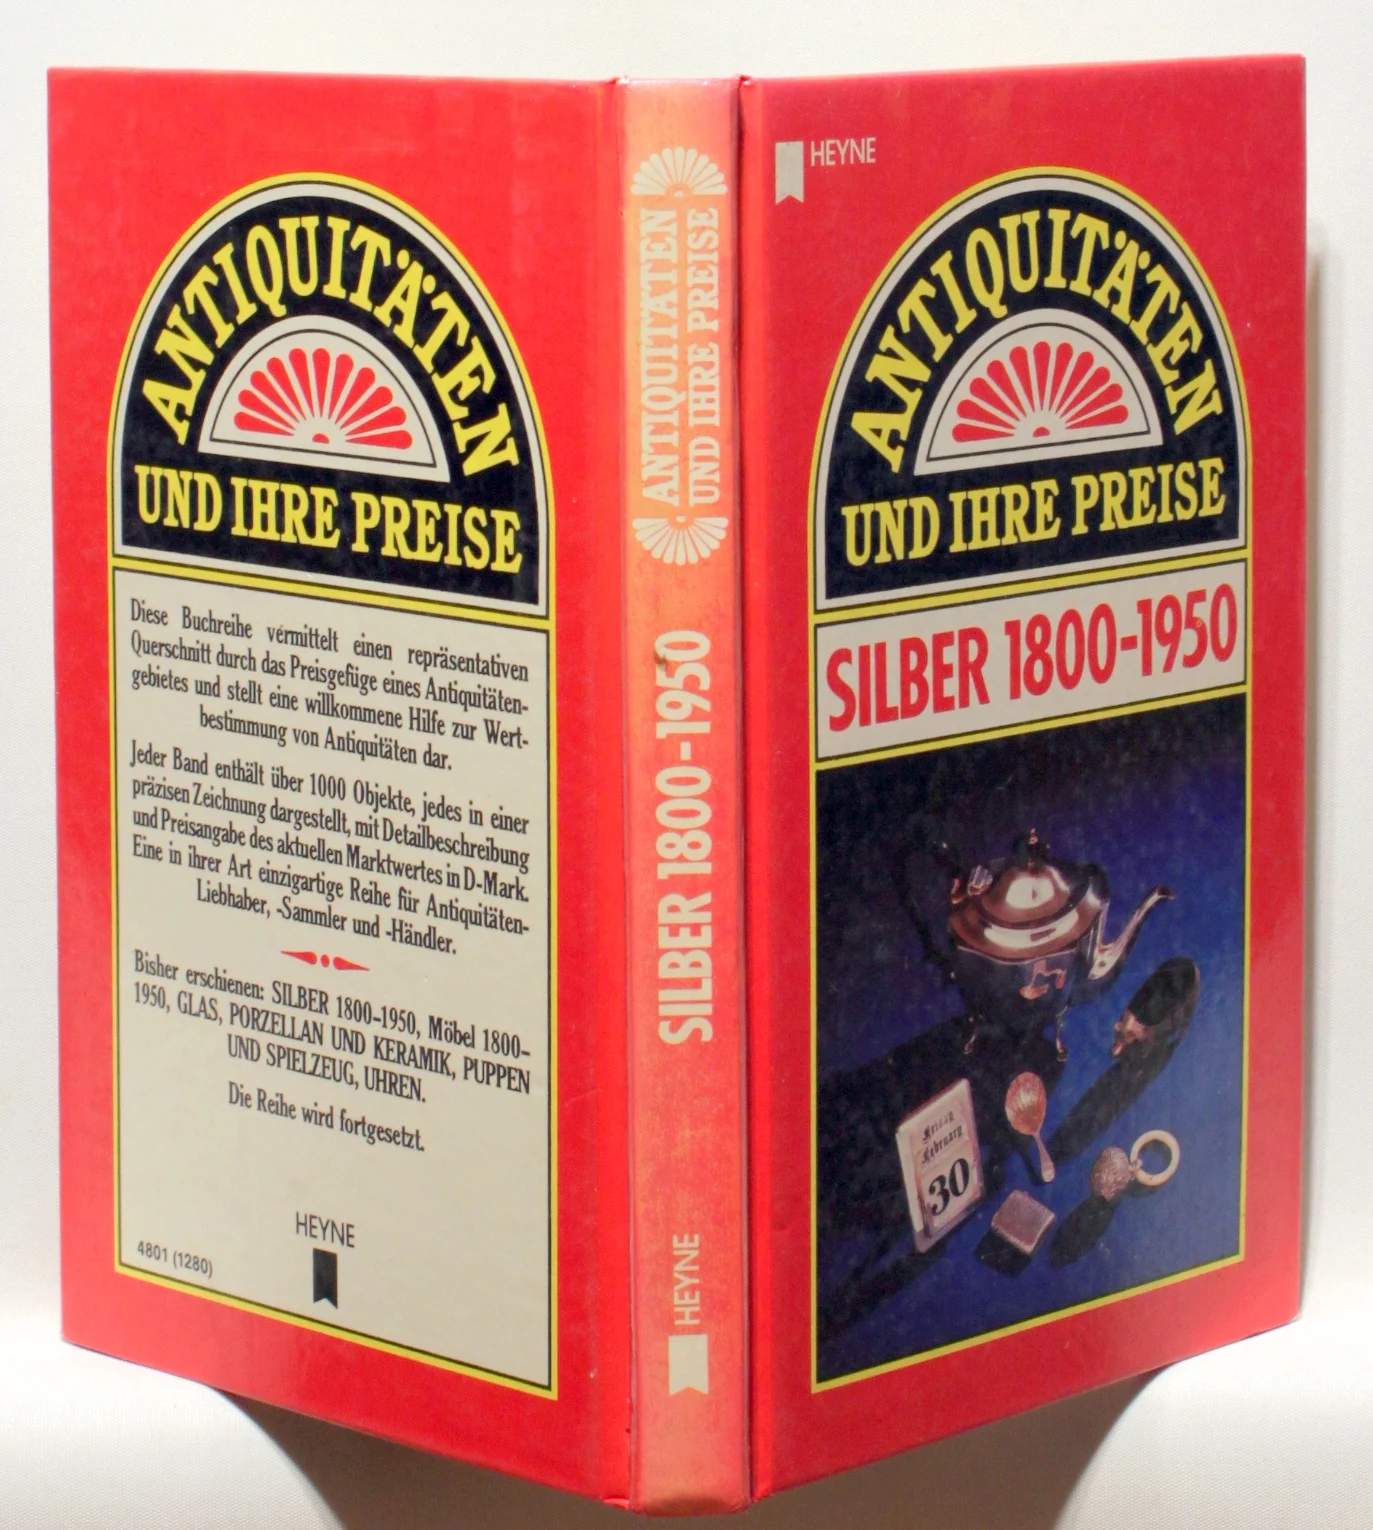 ANTIQUITÄTEN
UND IHRE PREISE
Diese Buchreihe vermittelt einen repräsentativen
Querschnitt durch das Preisgefüge eines Antiquitäten-
gebietes und stellt eine willkommene Hilfe zur Wert-
bestimmung von Antiquitäten dar.
Jeder Band enthält über 1000 Objekte, jedes in einer
präzisen Zeichnung dargestellt, mit Detailbeschreibung
und Preisangabe des aktuellen Marktwertes in D-Mark.
Eine in ihrer Art einzigartige Reihe für Antiquitäten-
Liebhaber, -Sammler und -Händler.
Bisher erschienen: SILBER 1800–1950, Möbel 1800–
1950, GLAS, PORZELLAN UND KERAMIK, PUPPEN
UND SPIELZEUG, UHREN.
Die Reihe wird fortgesetzt.
HEYNE
4801 (1280)
ANTIQUITÄTEN
UND IHRE PREISE
SILBER 1800-1950
HEYNE
HEYNE
ANTIQUITÄTEN
UND IHRE PREISE
SILBER 1800-1950
February
30